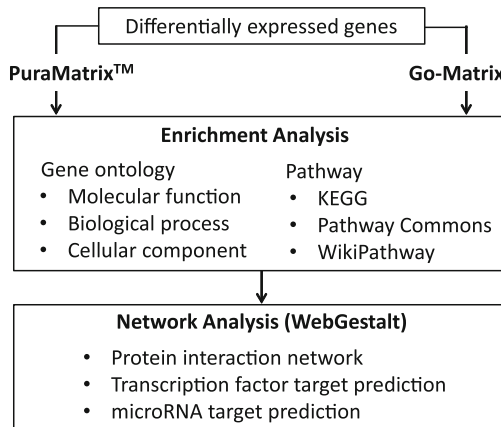 Differentially expressed genes
PuraMatrix™ Go-Matrix
Enrichment Analysis
Gene ontology
• Molecular function
• Biological process
• Cellular component
Pathway
• KEGG
• Pathway Commons
• WikiPathway
Network Analysis (WebGestalt)
• Protein interaction network
• Transcription factor target prediction
• microRNA target prediction